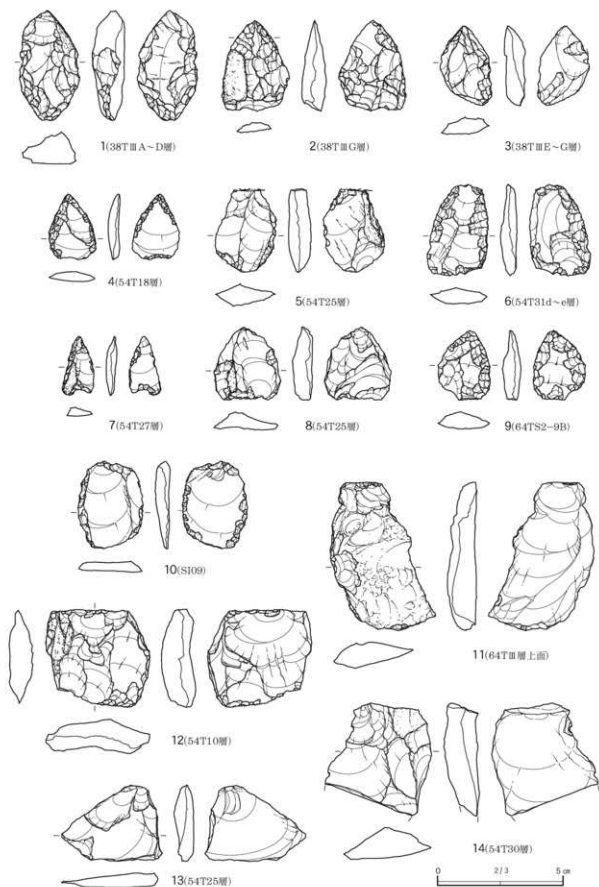 1(38TⅢA～D層)
2(38TⅢG層)
3(38TⅢE～G層)
4(54T18層)
5(54T25層)
6(54T31d～e層)
7(54T27層)
8(54T25層)
9(64TS2-9B)
10(SI09)
11(64TⅢ層上面)
12(54T10層)
13(54T25層)
14(54T30層)
0 2/3 5㎝